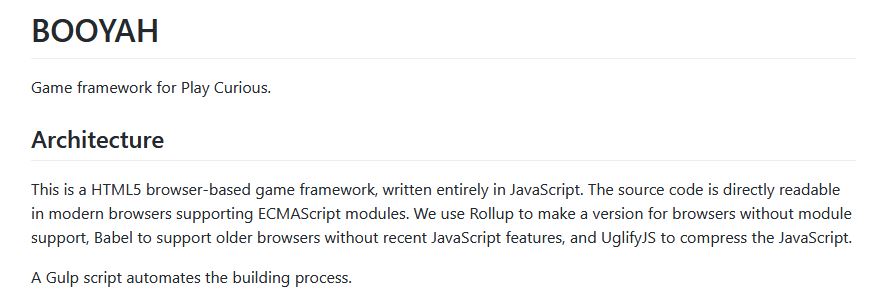 BOOYAH
Game framework for Play Curious.
Architecture
This is a HTML5 browser-based game framework, written entirely in JavaScript. The source code is directly readable
in modern browsers supporting ECMAScript modules. We use Rollup to make a version for browsers without module
support, Babel to support older browsers without recent JavaScript features, and UglifyJS to compress the JavaScript.
A Gulp script automates the building process.